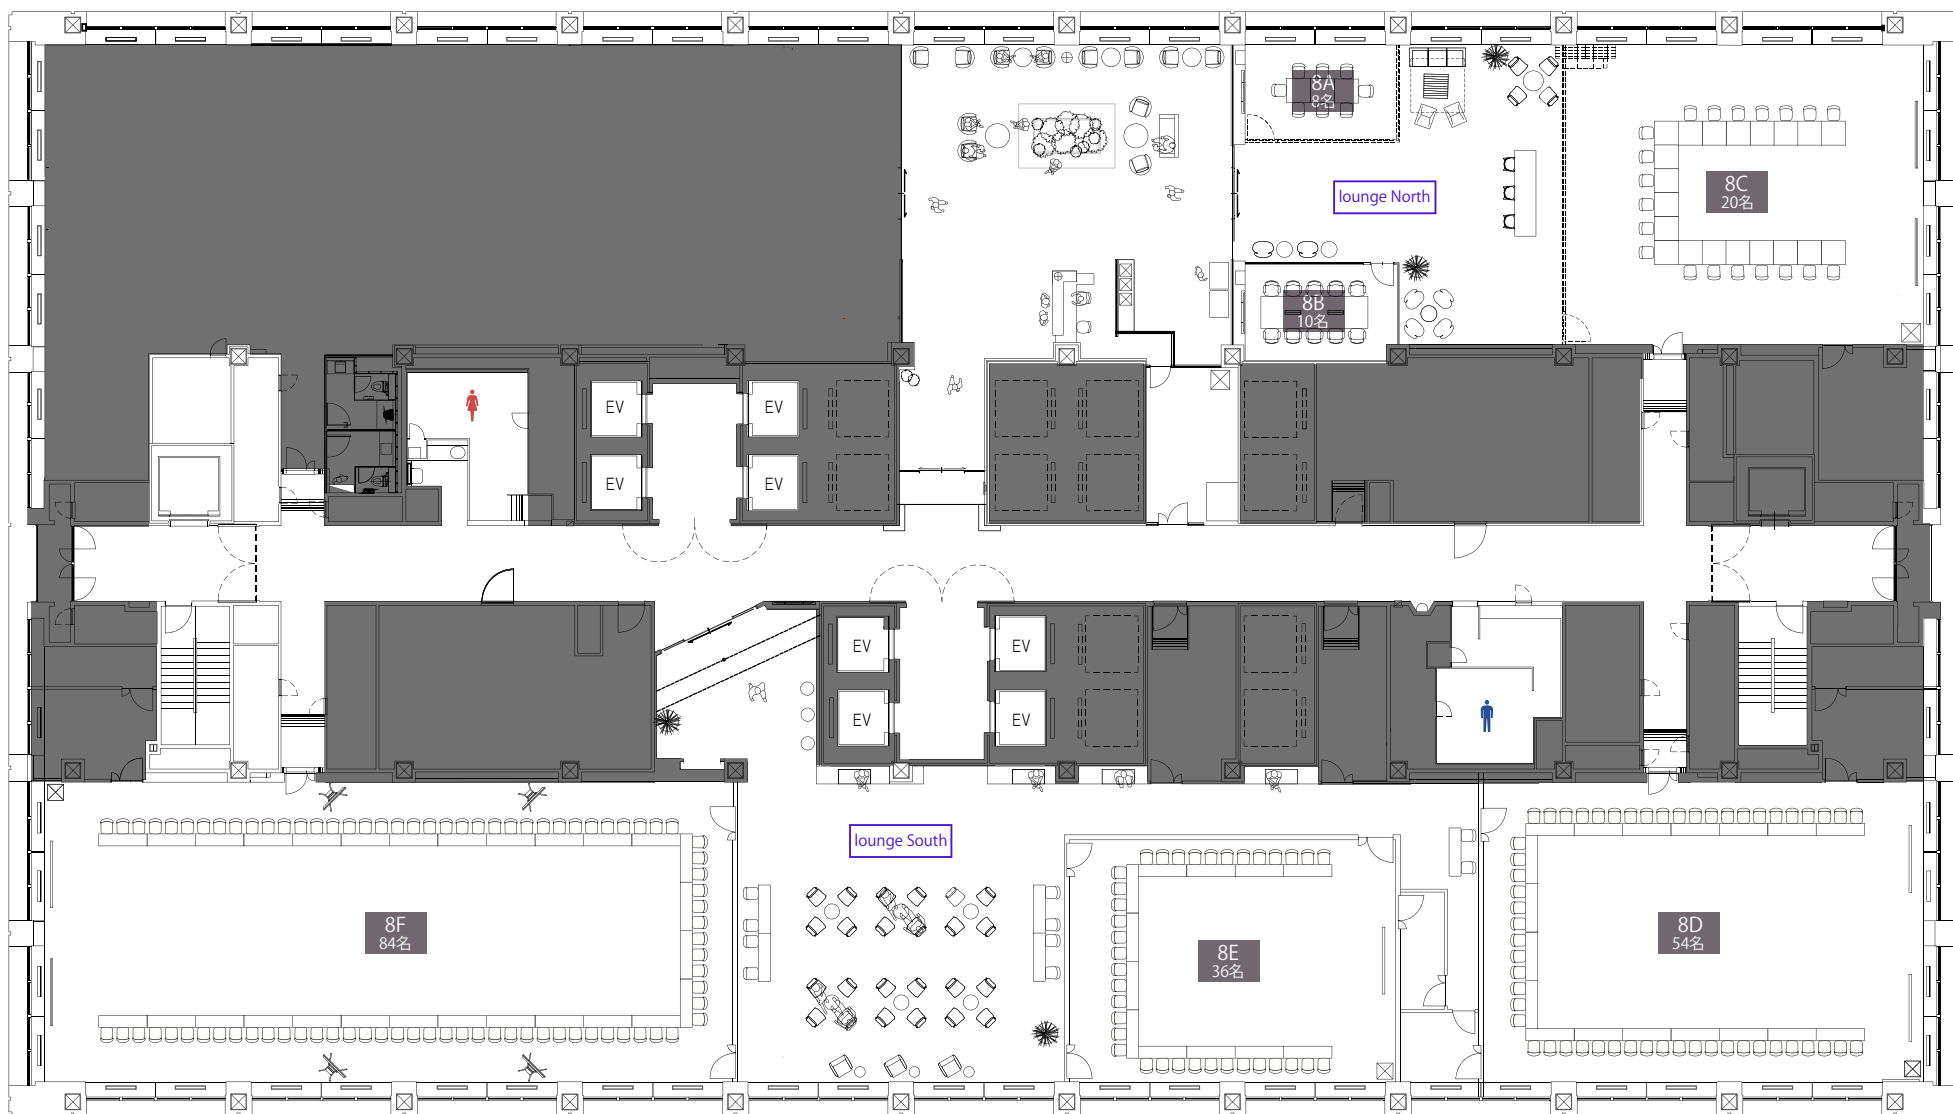 8A
8名
lounge North
8C
20名
8B
10名
EV
EV
EV
EV
EV
EV
EV
EV
lounge South
8F
84名
8E
36名
8D
54名